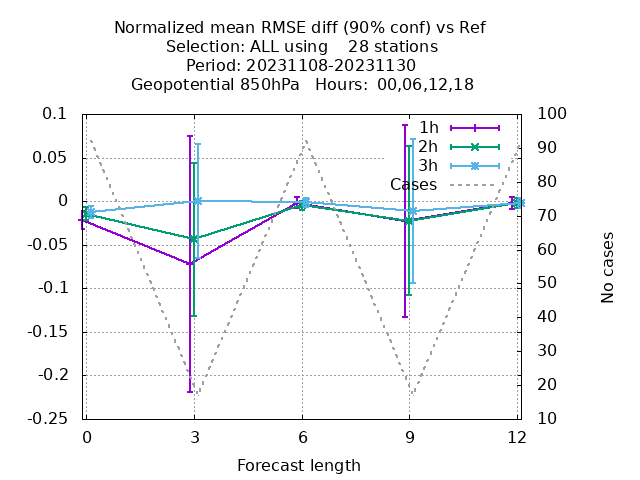 Normalized mean RMSE diff (90% conf) vs Ref
Selection: ALL using    28 stations
Period: 20231108-20231130
Geopotential 850hPa   Hours:  00,06,12,18
0.1
0.05
0
-0.05
-0.1
-0.15
-0.2
-0.25
1h
2h
3h
Cases
100
90
80
70
60
50
40
30
20
10
No cases
0
3
6
9
12
Forecast length